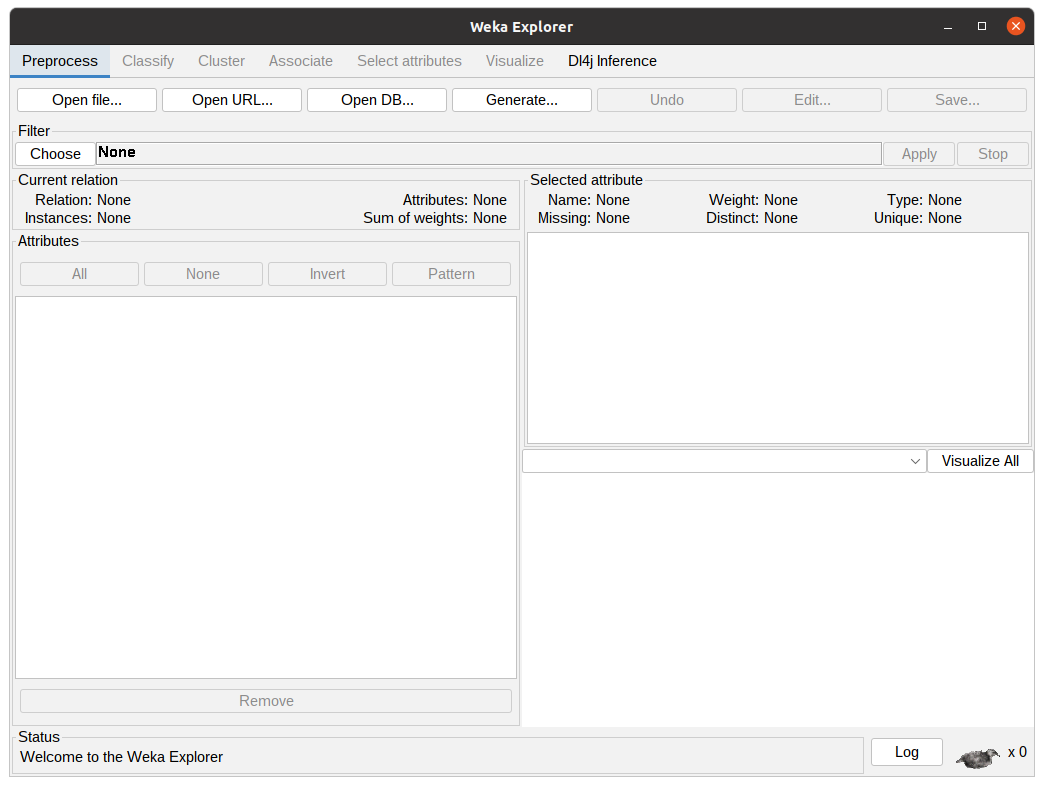 Weka Explorer
Preprocess Classify Cluster Associate Select attributes Visualize Dl4j Inference
Open file... Open URL... Open DB... Generate... Undo Edit... Save...
Filter
Choose None Apply Stop
Current relation
Relation: None Attributes: None
Instances: None Sum of weights: None
Selected attribute
Name: None Weight: None Type: None
Missing: None Distinct: None Unique: None
Attributes
All None Invert Pattern
Visualize All
Remove
Status
Welcome to the Weka Explorer
Log x 0